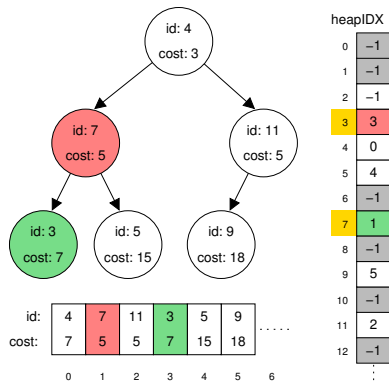 heapIDX
id: 4
cost: 3
id: 7
cost: 5
id: 11
cost: 5
id: 3
cost: 7
id: 5
cost: 15
id: 9
cost: 18
0 −1
1 −1
2 −1
3 3
4 0
5 4
6 −1
7 1
8 −1
9 5
10 −1
11 2
12 −1
id: 4 7 11 3 5 9
cost: 7 5 5 7 15 18 .....
0 1 2 3 4 5 6